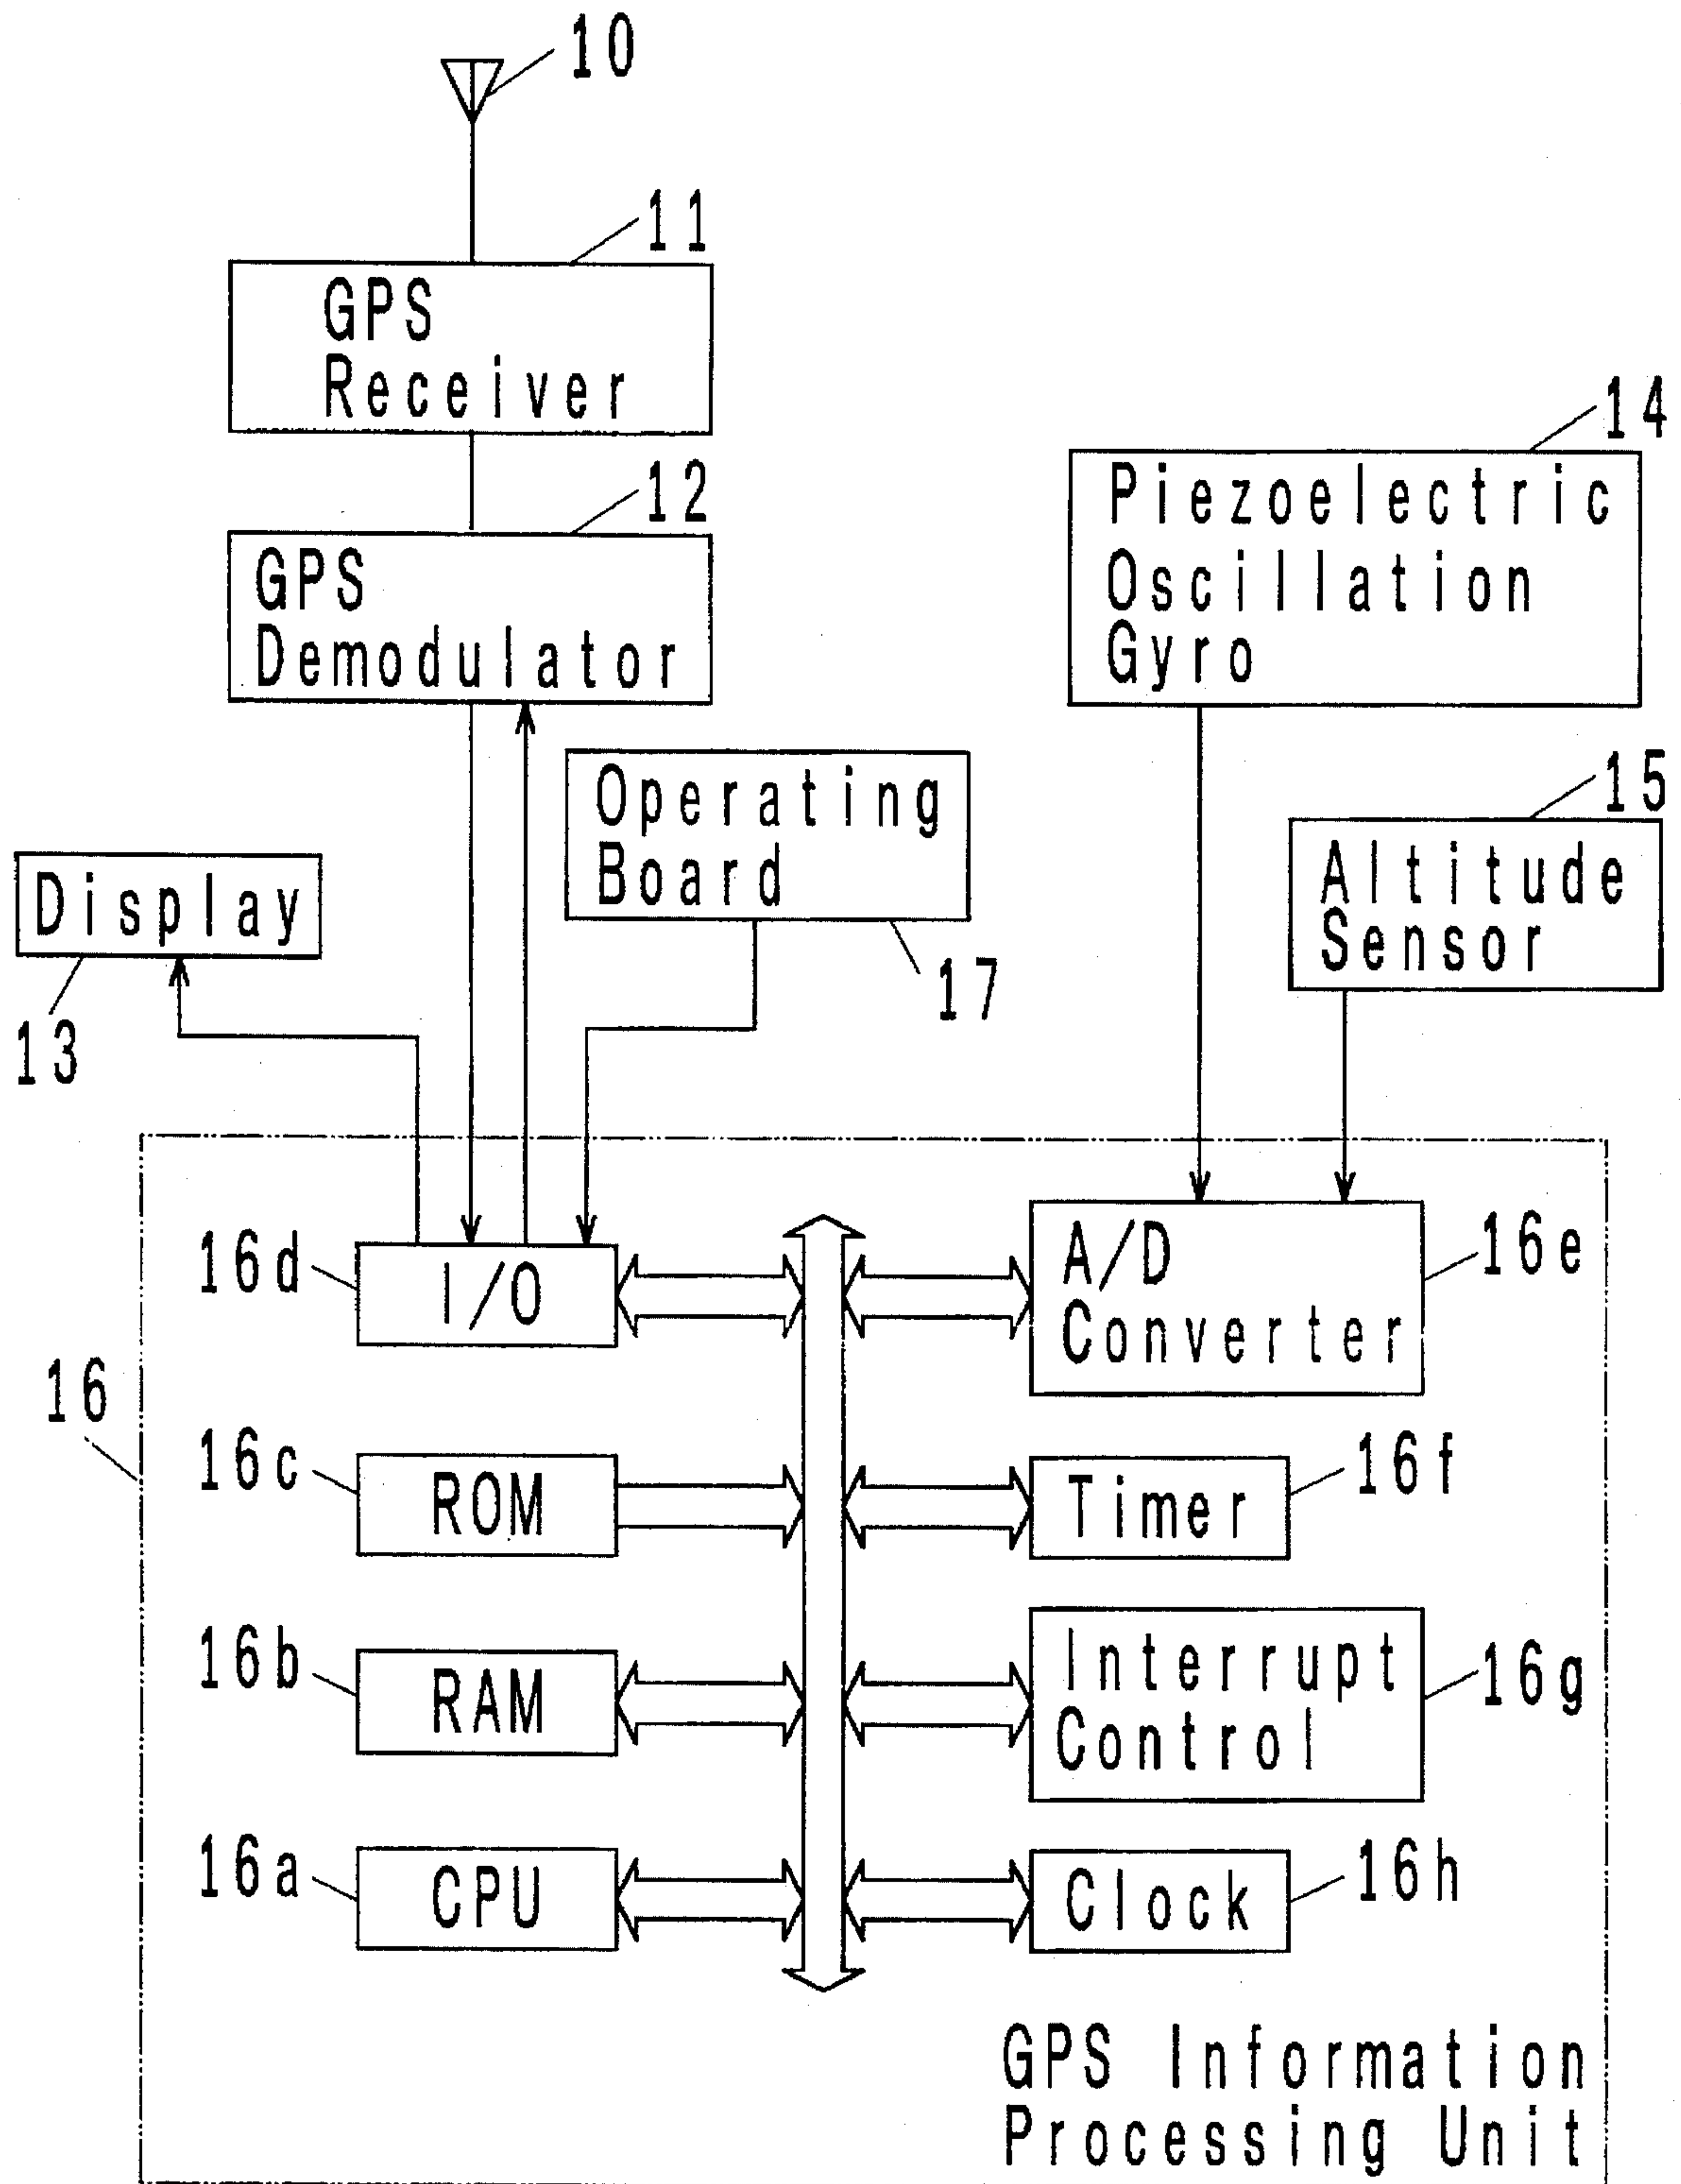 10
11
GPS
Receiver
12
GPS
Demodulator
14
Piezoelectric
Oscillation
Gyro
Operating
Board
17
15
Altitude
Sensor
Display
13
16
16d
I/O
16e
A/D
Converter
16c
ROM
16f
Timer
16b
RAM
16g
Interrupt
Control
16a
CPU
16h
Clock
GPS Information
Processing Unit